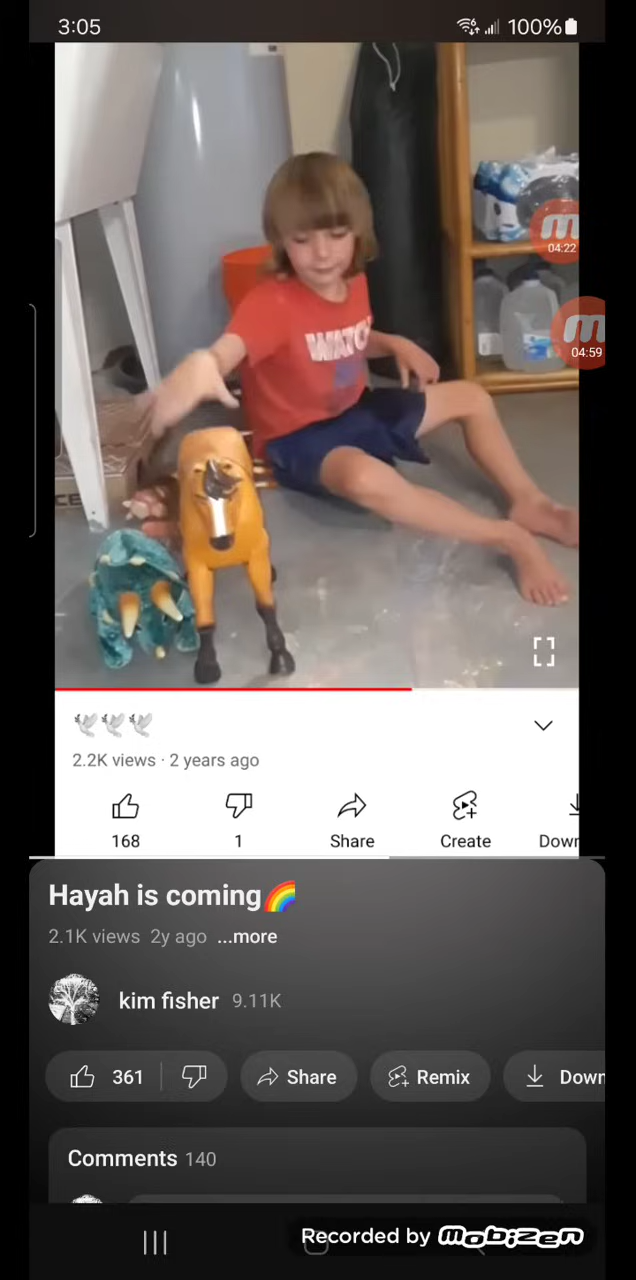 3:05
100%
WATCH
04:22
04:59
CE
2.2K views · 2 years ago
168
1
Share
Create
Down
Hayah is coming🌈
2.1K views 2y ago ...more
kim fisher 9.11K
361
Share
Remix
Down
Comments 140
Recorded by Mobizen